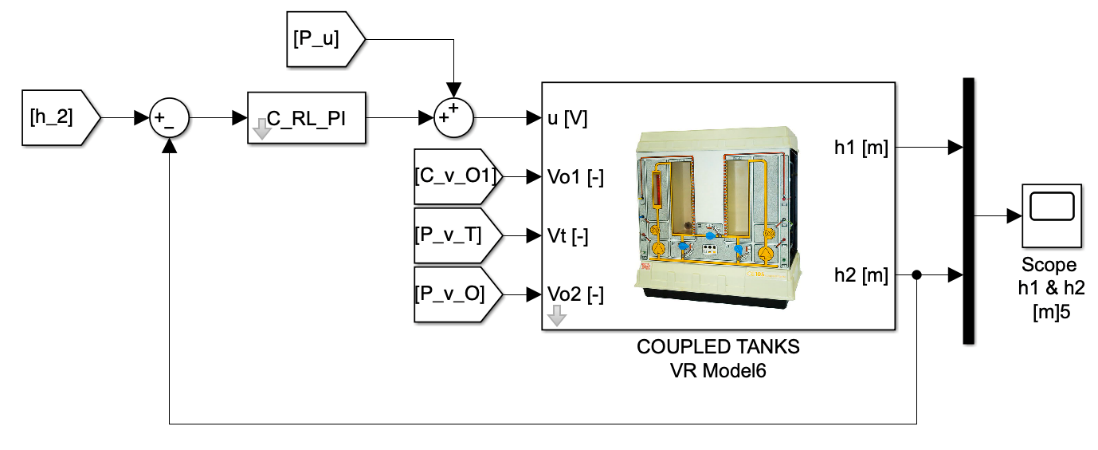 [P_u]
[h_2]
+
−
C_RL_PI
+
+
u [V]
[C_v_O1]
Vo1 [-]
[P_v_T]
Vt [-]
[P_v_O]
Vo2 [-]
h1 [m]
h2 [m]
COUPLED TANKS
VR Model6
Scope
h1 & h2
[m]5